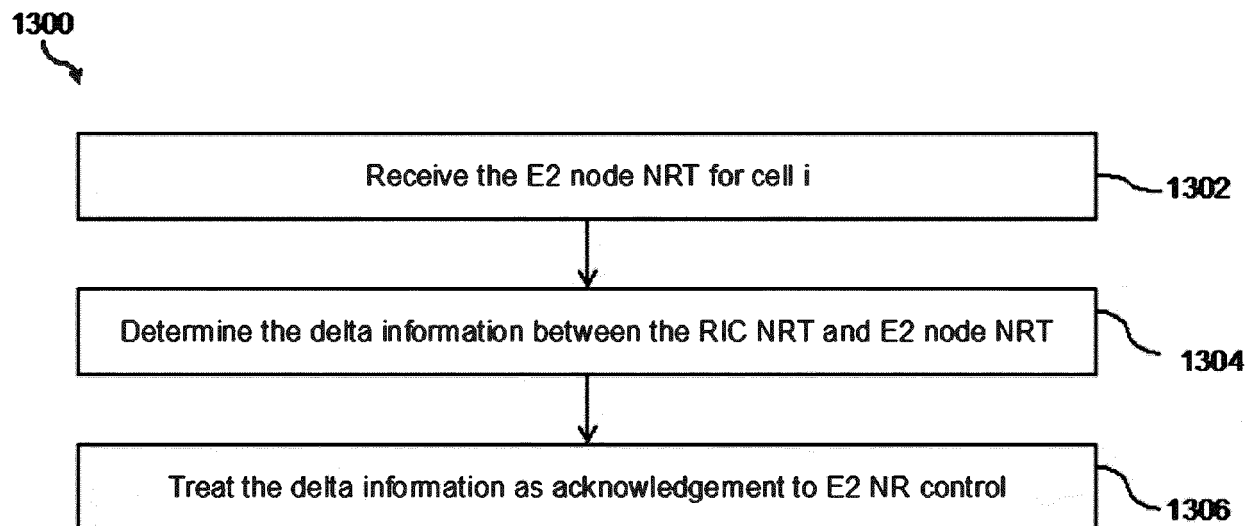 1300
Receive the E2 node NRT for cell i
1302
Determine the delta information between the RIC NRT and E2 node NRT
1304
Treat the delta information as acknowledgement to E2 NR control
1306